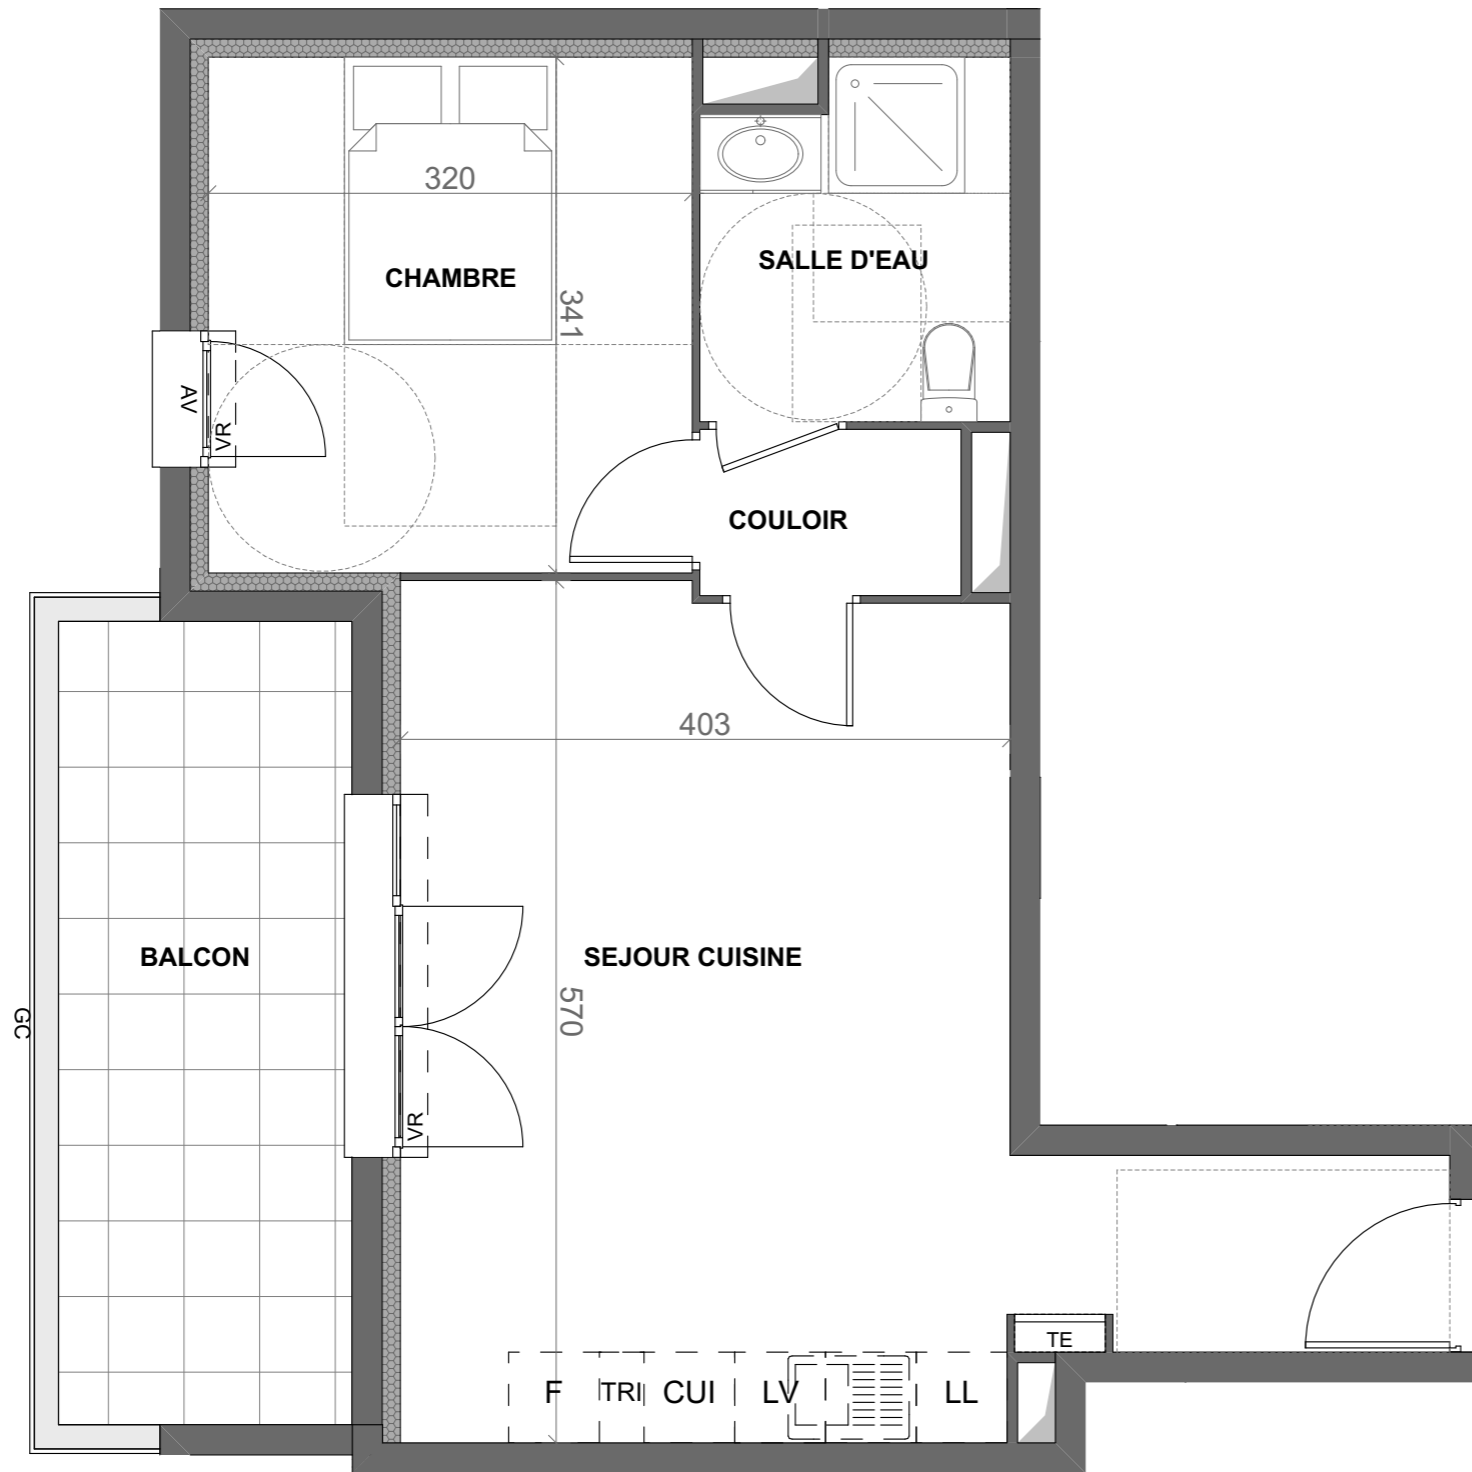 320
SALLE D'EAU
CHAMBRE
341
AV
VR
COULOIR
403
BALCON
SEJOUR CUISINE
570
GC
VR
TE
F
TRI
CUI
LV
LL